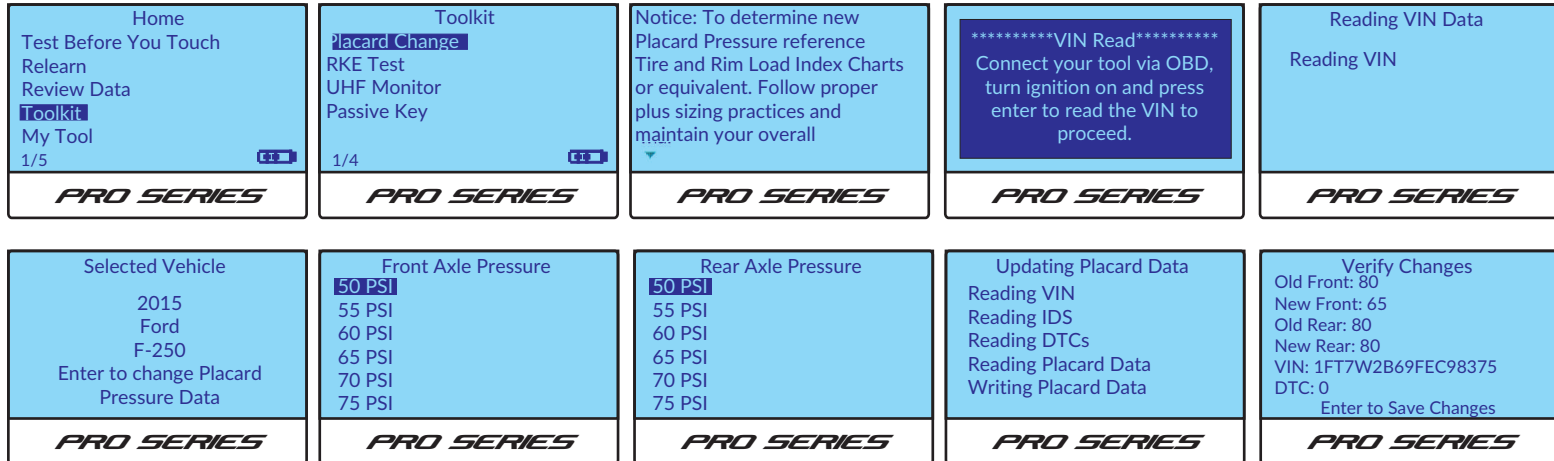 Home
Test Before You Touch
Relearn
Review Data
Toolkit
My Tool
1/5
PRO SERIES
Toolkit
Placard Change
RKE Test
UHF Monitor
Passive Key
1/4
PRO SERIES
Notice: To determine new
Placard Pressure reference
Tire and Rim Load Index Charts
or equivalent. Follow proper
plus sizing practices and
maintain your overall
PRO SERIES
**********VIN Read**********
Connect your tool via OBD,
turn ignition on and press
enter to read the VIN to
proceed.
PRO SERIES
Reading VIN Data
Reading VIN
PRO SERIES
Selected Vehicle
2015
Ford
F-250
Enter to change Placard
Pressure Data
PRO SERIES
Front Axle Pressure
50 PSI
55 PSI
60 PSI
65 PSI
70 PSI
75 PSI
PRO SERIES
Rear Axle Pressure
50 PSI
55 PSI
60 PSI
65 PSI
70 PSI
75 PSI
PRO SERIES
Updating Placard Data
Reading VIN
Reading IDS
Reading DTCs
Reading Placard Data
Writing Placard Data
PRO SERIES
Verify Changes
Old Front: 80
New Front: 65
Old Rear: 80
New Rear: 80
VIN: 1FT7W2B69FEC98375
DTC: 0
Enter to Save Changes
PRO SERIES